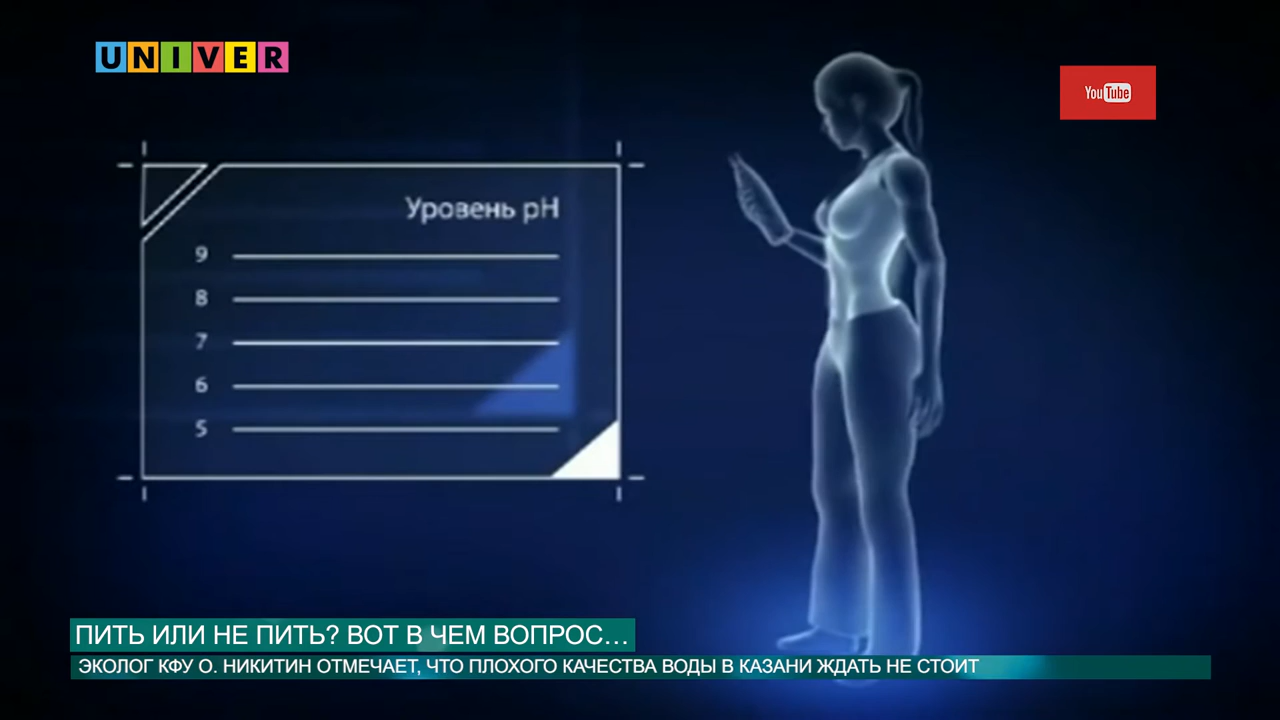 UNIVER
YouTube
Уровень pH
9
8
7
6
5
ПИТЬ ИЛИ НЕ ПИТЬ? ВОТ В ЧЕМ ВОПРОС...
ЭКОЛОГ КФУ О. НИКИТИН ОТМЕЧАЕТ, ЧТО ПЛОХОГО КАЧЕСТВА ВОДЫ В КАЗАНИ ЖДАТЬ НЕ СТОИТ